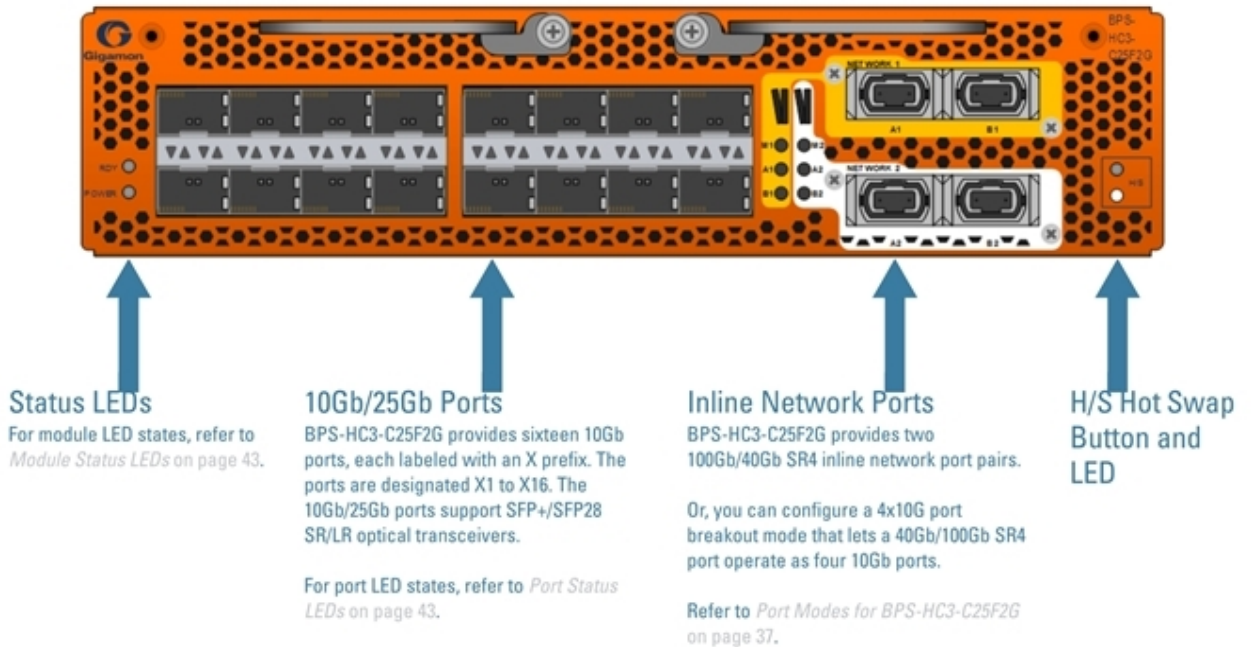 Gigamon
BPS-
HC3-
C25F2G
NETWORK 1
A1 B1
M1 M2
A1 A2
B1 B2
NETWORK 2
A2 B2
RDY
POWER
H/S
Status LEDs
For module LED states, refer to
Module Status LEDs on page 43.
10Gb/25Gb Ports
BPS-HC3-C25F2G provides sixteen 10Gb
ports, each labeled with an X prefix. The
ports are designated X1 to X16. The
10Gb/25Gb ports support SFP+/SFP28
SR/LR optical transceivers.
For port LED states, refer to Port Status
LEDs on page 43.
Inline Network Ports
BPS-HC3-C25F2G provides two
100Gb/40Gb SR4 inline network port pairs.
Or, you can configure a 4x10G port
breakout mode that lets a 40Gb/100Gb SR4
port operate as four 10Gb ports.
Refer to Port Modes for BPS-HC3-C25F2G
on page 37.
H/S Hot Swap
Button and
LED